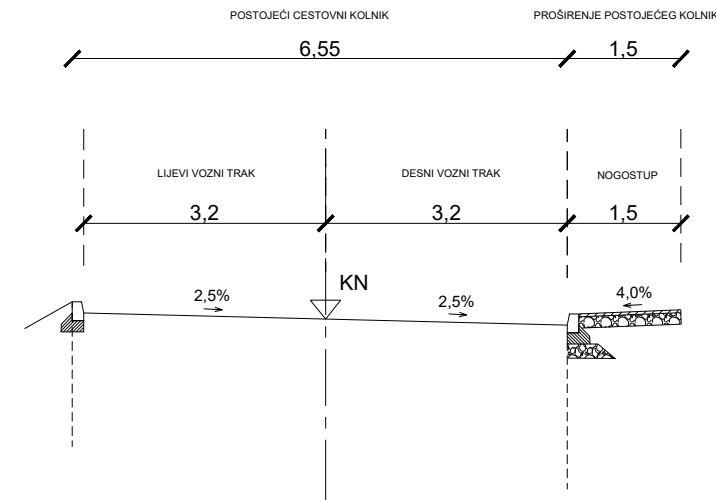 POSTOJEĆI CESTOVNI KOLNIK
PROŠIRENJE POSTOJEĆEG KOLNIK
6,55
1,5
LIJEVI VOZNI TRAK
DESNI VOZNI TRAK
NOGOSTUP
3,2
3,2
1,5
KN
2,5%
2,5%
4,0%